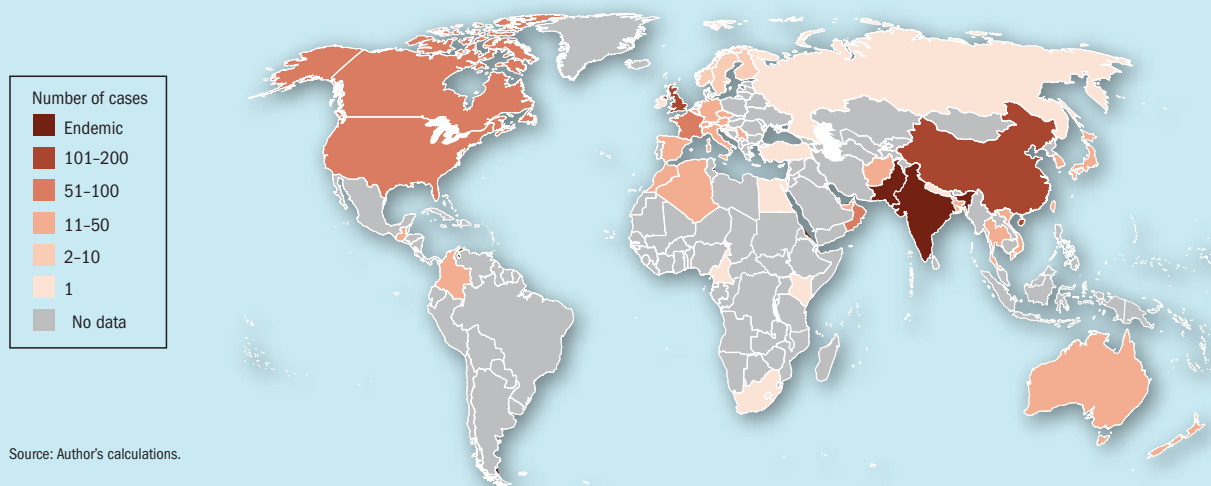 Number of cases
Endemic
101–200
51–100
11–50
2–10
1
No data
Source: Author's calculations.